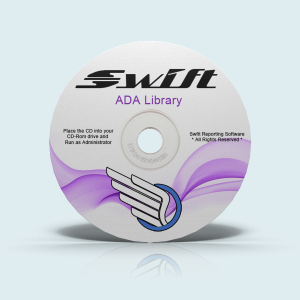 Swift
ADA Library
Place the CD into your
CD-Rom drive and
Run as Administrator
Swift Reporting Software
* All Rights Reserved *